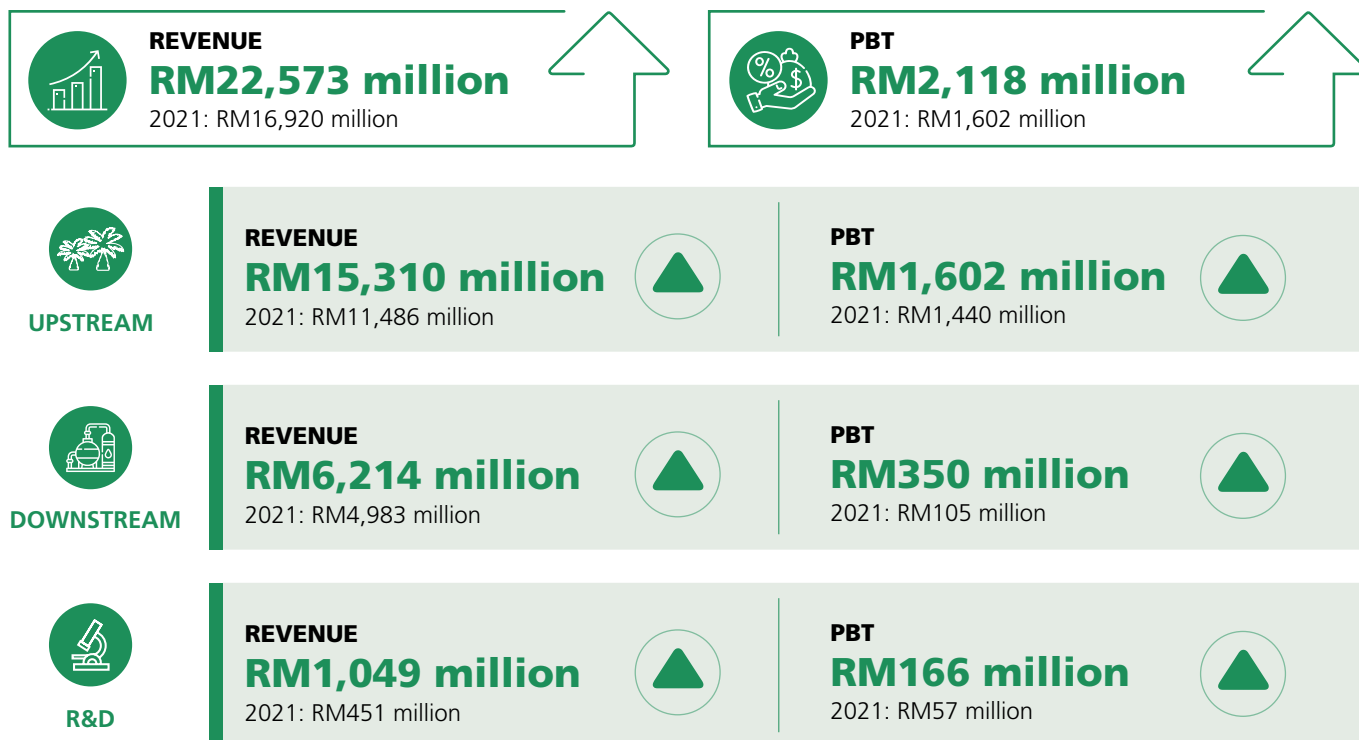 REVENUE
RM22,573 million
2021: RM16,920 million
PBT
RM2,118 million
2021: RM1,602 million
UPSTREAM
REVENUE
RM15,310 million
2021: RM11,486 million
PBT
RM1,602 million
2021: RM1,440 million
DOWNSTREAM
REVENUE
RM6,214 million
2021: RM4,983 million
PBT
RM350 million
2021: RM105 million
R&D
REVENUE
RM1,049 million
2021: RM451 million
PBT
RM166 million
2021: RM57 million